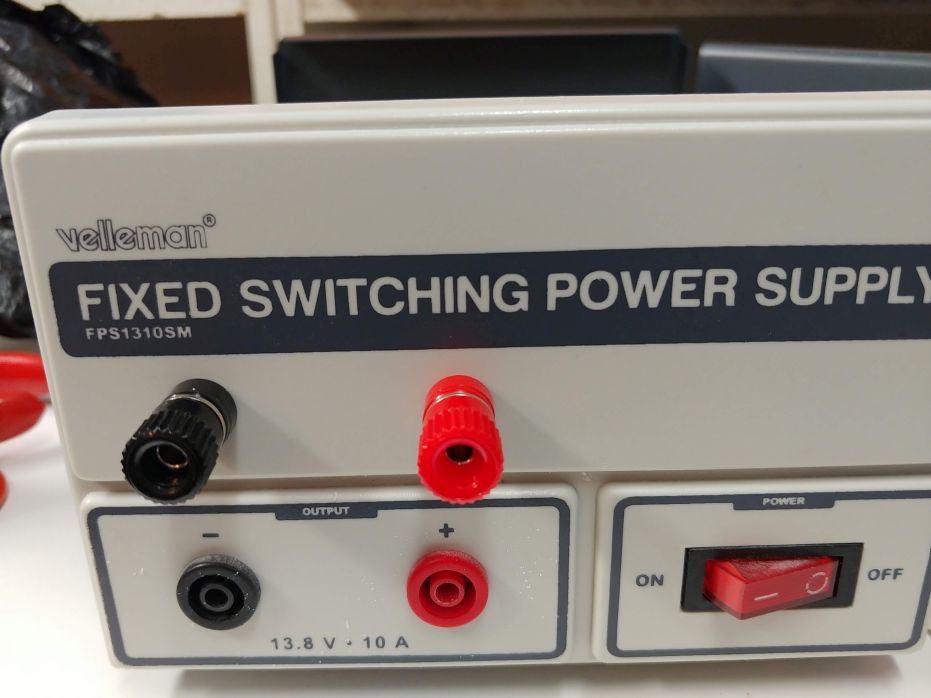 velleman®
FIXED SWITCHING POWER SUPPLY
FPS1310SM
OUTPUT
- +
13.8 V • 10 A
POWER
ON OFF